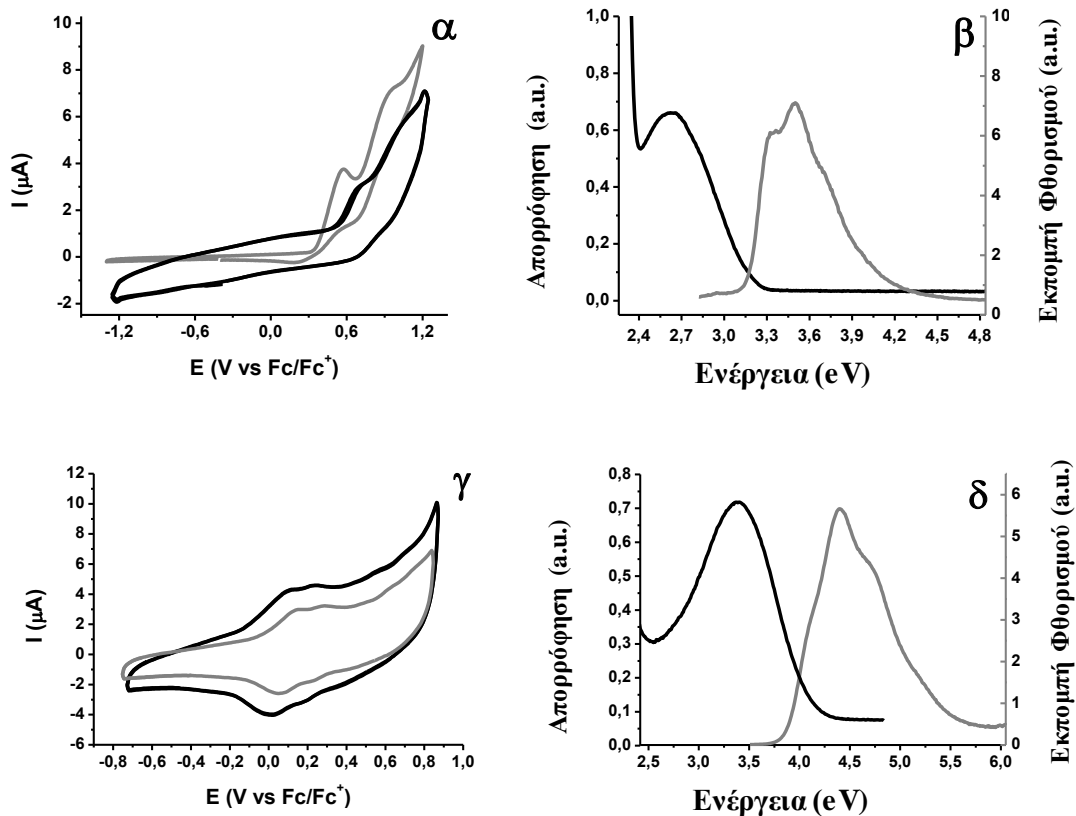 α
10
8
6
4
2
0
-2
I (μA)
-1,2 -0,6 0,0 0,6 1,2
E (V vs Fc/Fc⁺)
β
1,0
0,8
0,6
0,4
0,2
0,0
Απορρόφηση (a.u.)
10
8
6
4
2
0
Εκπομπή Φθορισμού (a.u.)
2,4 2,7 3,0 3,3 3,6 3,9 4,2 4,5 4,8
Ενέργεια (eV)
γ
12
10
8
6
4
2
0
-2
-4
-6
I (μA)
-0,8 -0,6 -0,4 -0,2 0,0 0,2 0,4 0,6 0,8 1,0
E (V vs Fc/Fc⁺)
δ
0,8
0,7
0,6
0,5
0,4
0,3
0,2
0,1
0,0
Απορρόφηση (a.u.)
6
5
4
3
2
1
0
Εκπομπή Φθορισμού (a.u.)
2,5 3,0 3,5 4,0 4,5 5,0 5,5 6,0
Ενέργεια (eV)